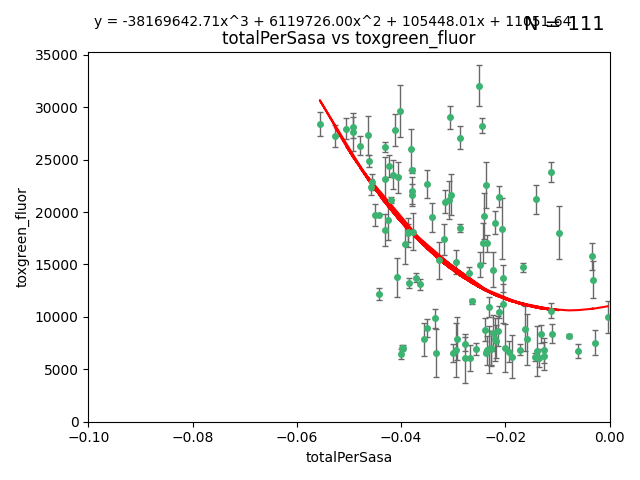 y = -38169642.71x^3 + 6119726.00x^2 + 105448.01x + 11051.64
N = 111
totalPerSasa vs toxgreen_fluor
35000
30000
25000
20000
15000
10000
5000
0
toxgreen_fluor
−0.10 −0.08 −0.06 −0.04 −0.02 0.00
totalPerSasa